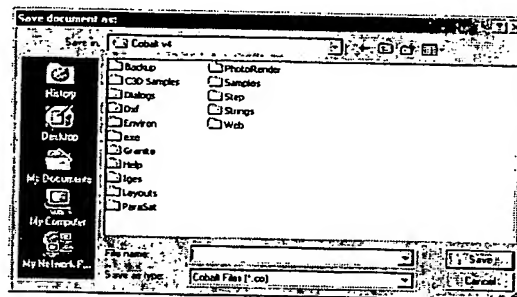 Save document as:
Save in:
Cobalt v4
History
Desktop
My Documents
My Computer
My Network P...
Backup
C3D Samples
Dialogs
Dxf
Environ
exe
Granite
Help
Iges
Layouts
ParaSat
PhotoRender
Samples
Step
Strings
Web
File name:
Save
Save as type:
Cobalt Files (*.co)
Cancel